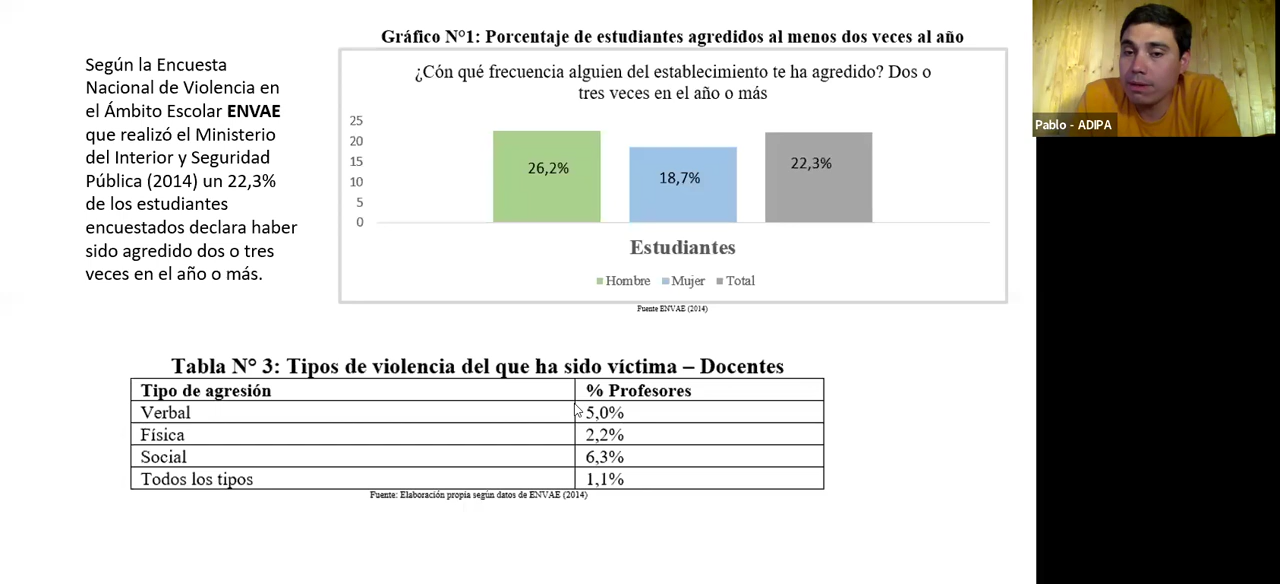 Gráfico N°1: Porcentaje de estudiantes agredidos al menos dos veces al año
Según la Encuesta
Nacional de Violencia en
el Ámbito Escolar ENVAE
que realizó el Ministerio
del Interior y Seguridad
Pública (2014) un 22,3%
de los estudiantes
encuestados declara haber
sido agredido dos o tres
veces en el año o más.
¿Cón qué frecuencia alguien del establecimiento te ha agredido? Dos o
tres veces en el año o más
25
20
15
10
5
0
26,2%
18,7%
22,3%
Estudiantes
Hombre Mujer Total
Fuente ENVAE (2014)
Tabla N° 3: Tipos de violencia del que ha sido víctima – Docentes
Tipo de agresión % Profesores
Verbal 5,0%
Física 2,2%
Social 6,3%
Todos los tipos 1,1%
Fuente: Elaboración propia según datos de ENVAE (2014)
Pablo - ADIPA